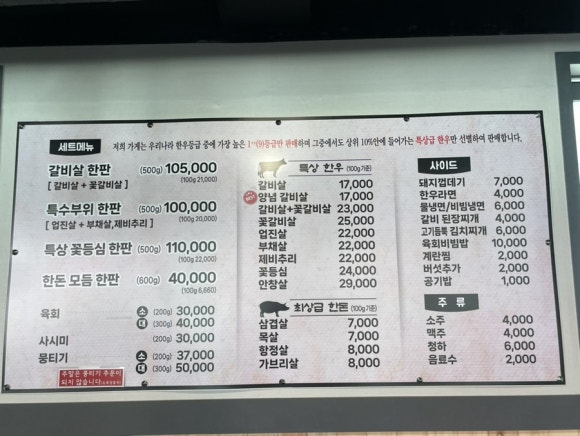 저희 가게는 우리나라 한우등급 중에 가장 높은 1++(9)등급만 판매하며 그중에서도 상위 10%안에 들어가는 특상급 한우만 선별하여 판매합니다.
세트메뉴
갈비살 한판 (500g) 105,000
[ 갈비살 + 꽃갈비살 ] (100g 21,000)
특수부위 한판 (500g) 100,000
[ 업진살 + 부채살,제비추리 ] (100g 20,000)
특상 꽃등심 한판 (500g) 110,000
(100g 22,000)
한돈 모듬 한판 (600g) 40,000
(100g 6,660)
육회 소 (200g) 30,000
대 (300g) 40,000
사시미 (200g) 30,000
뭉티기 소 (200g) 37,000
대 (300g) 50,000
주말은 뭉티기 주문이
되지 않습니다
특상 한우 (100g기준)
갈비살 17,000
양념 갈비살 17,000
갈비살+꽃갈비살 23,000
꽃갈비살 25,000
업진살 22,000
부채살 22,000
제비추리 22,000
꽃등심 24,000
안창살 29,000
최상급 한돈 (100g기준)
삼겹살 7,000
목살 7,000
항정살 8,000
가브리살 8,000
사이드
돼지껍데기 7,000
한우라면 4,000
물냉면/비빔냉면 6,000
갈비 된장찌개 4,000
고기듬뿍 김치찌개 6,000
육회비빔밥 10,000
계란찜 4,000
버섯추가 2,000
공기밥 1,000
주 류
소주 4,000
맥주 4,000
청하 6,000
음료수 2,000